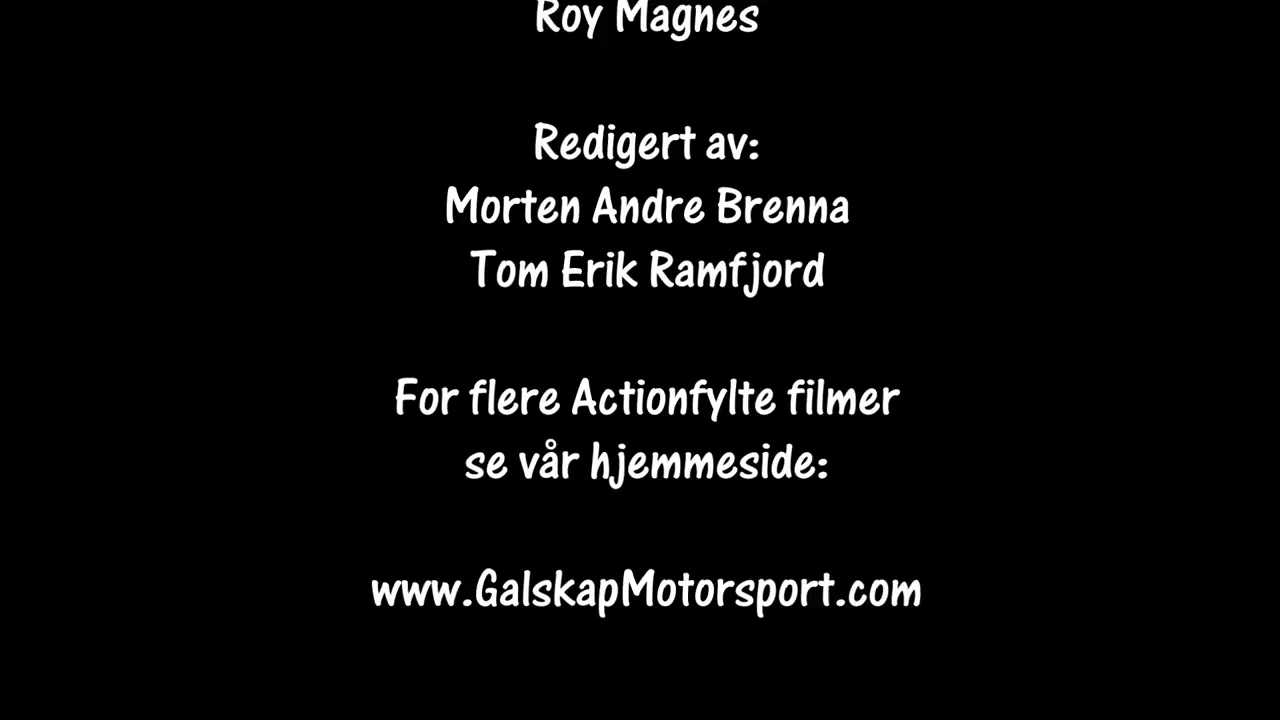 Roy Magnes
Redigert av:
Morten Andre Brenna
Tom Erik Ramfjord
For flere Actionfylte filmer
se vår hjemmeside:
www.GalskapMotorsport.com